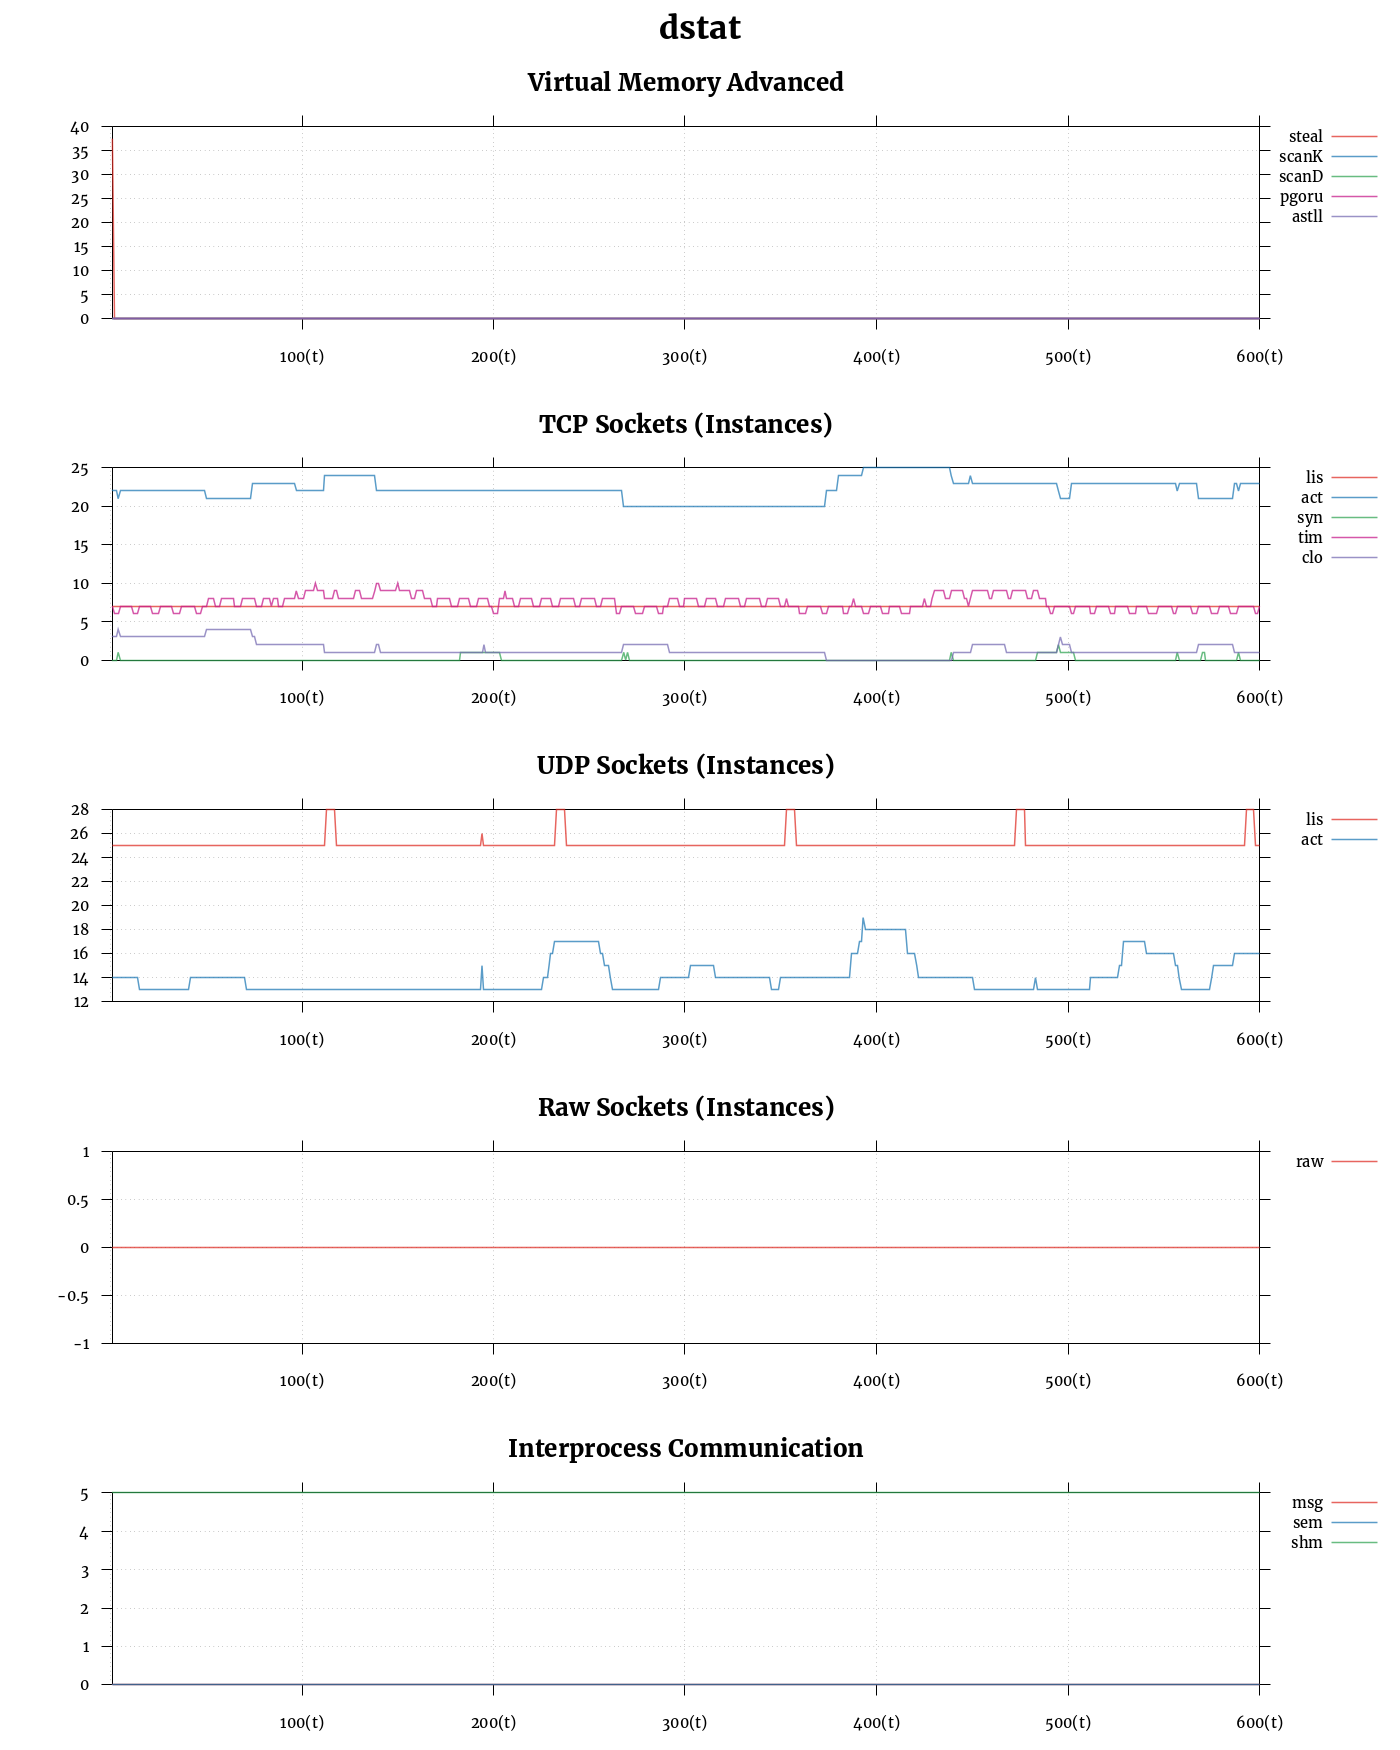 dstat
Virtual Memory Advanced
40
35
30
25
20
15
10
5
0
100(t) 200(t) 300(t) 400(t) 500(t) 600(t)
steal
scanK
scanD
pgoru
astll
TCP Sockets (Instances)
25
20
15
10
5
0
100(t) 200(t) 300(t) 400(t) 500(t) 600(t)
lis
act
syn
tim
clo
UDP Sockets (Instances)
28
26
24
22
20
18
16
14
12
100(t) 200(t) 300(t) 400(t) 500(t) 600(t)
lis
act
Raw Sockets (Instances)
1
0.5
0
-0.5
-1
100(t) 200(t) 300(t) 400(t) 500(t) 600(t)
raw
Interprocess Communication
5
4
3
2
1
0
100(t) 200(t) 300(t) 400(t) 500(t) 600(t)
msg
sem
shm